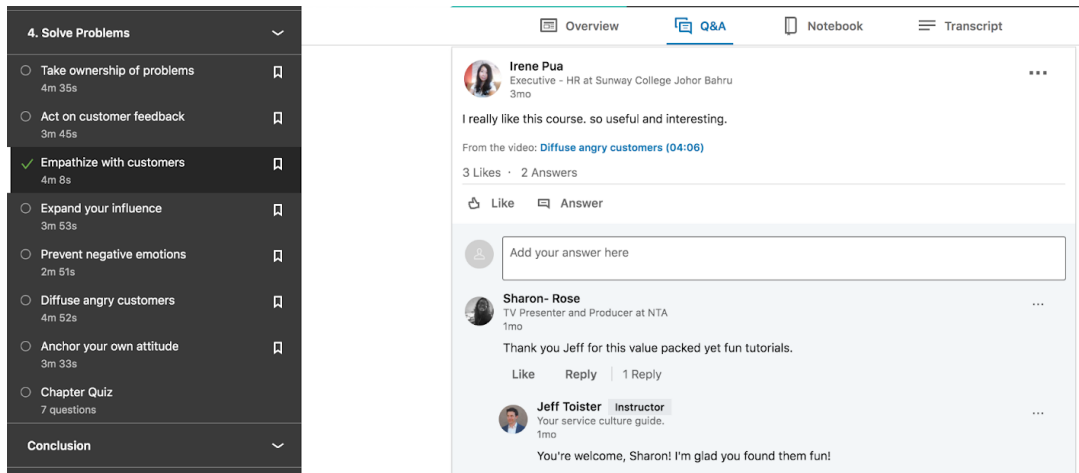 4. Solve Problems
Take ownership of problems
4m 35s
Act on customer feedback
3m 45s
Empathize with customers
4m 8s
Expand your influence
3m 53s
Prevent negative emotions
2m 51s
Diffuse angry customers
4m 52s
Anchor your own attitude
3m 33s
Chapter Quiz
7 questions
Conclusion
Overview Q&A Notebook Transcript
Irene Pua
Executive - HR at Sunway College Johor Bahru
3mo
I really like this course. so useful and interesting.
From the video: Diffuse angry customers (04:06)
3 Likes · 2 Answers
Like Answer
Add your answer here
Sharon- Rose
TV Presenter and Producer at NTA
1mo
Thank you Jeff for this value packed yet fun tutorials.
Like Reply 1 Reply
Jeff Toister Instructor
Your service culture guide.
1mo
You're welcome, Sharon! I'm glad you found them fun!